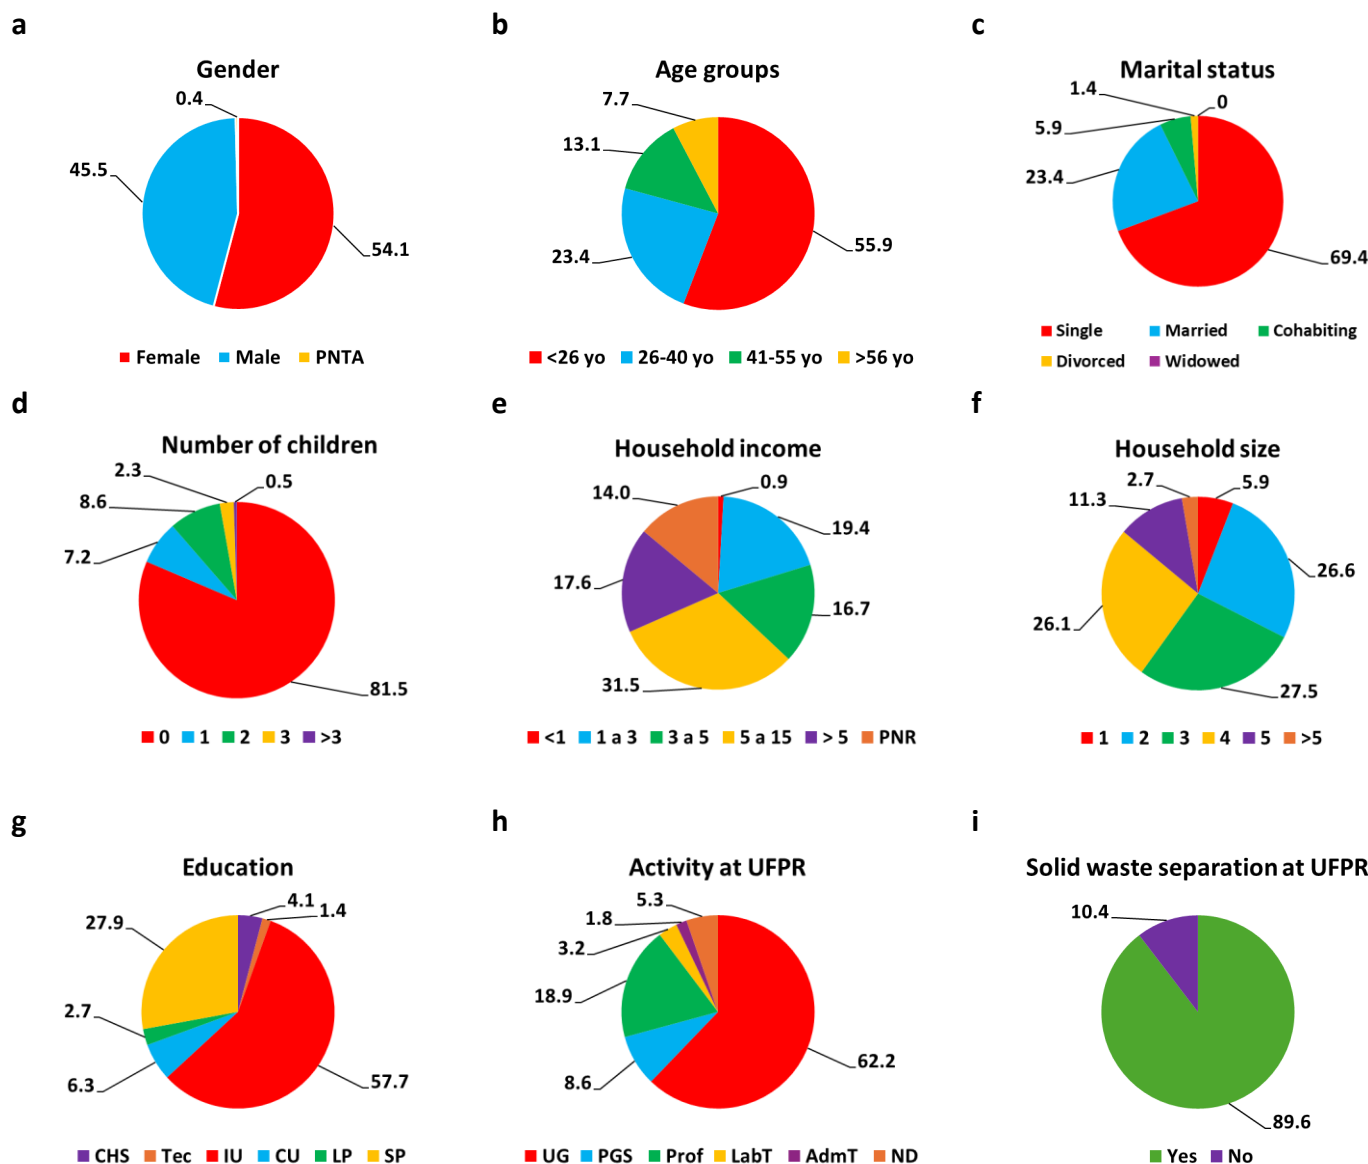 a
b
c
Gender
Age groups
Marital status
0.4
45.5
54.1
7.7
13.1
23.4
55.9
1.4
0
5.9
23.4
69.4
Female Male PNTA
<26 yo 26-40 yo 41-55 yo >56 yo
Single Married Cohabiting
Divorced Widowed
d
e
f
Number of children
Household income
Household size
2.3
0.5
8.6
7.2
81.5
0.9
14.0
19.4
17.6
16.7
31.5
2.7
5.9
11.3
26.6
26.1
27.5
0 1 2 3 >3
<1 1 a 3 3 a 5 5 a 15 > 5 PNR
1 2 3 4 5 >5
g
h
i
Education
Activity at UFPR
Solid waste separation at UFPR
4.1
1.4
27.9
2.7
6.3
57.7
5.3
1.8
3.2
18.9
8.6
62.2
10.4
89.6
CHS Tec IU CU LP SP
UG PGS Prof LabT AdmT ND
Yes No